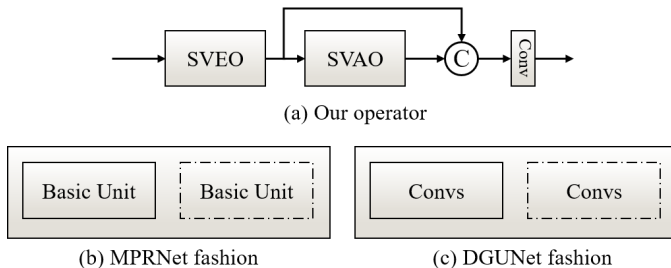 SVEO SVAO C Conv
(a) Our operator
Basic Unit Basic Unit Convs Convs
(b) MPRNet fashion (c) DGUNet fashion